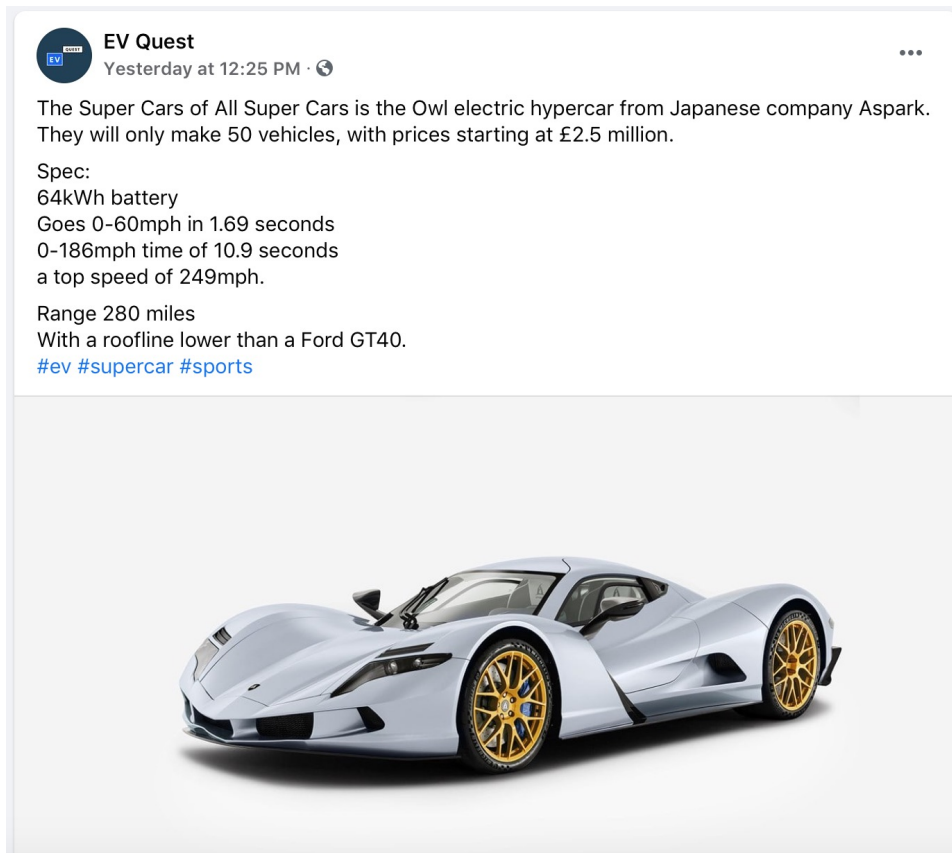 EV Quest
QUEST
EV
Yesterday at 12:25 PM ·
The Super Cars of All Super Cars is the Owl electric hypercar from Japanese company Aspark.
They will only make 50 vehicles, with prices starting at £2.5 million.
Spec:
64kWh battery
Goes 0-60mph in 1.69 seconds
0-186mph time of 10.9 seconds
a top speed of 249mph.
Range 280 miles
With a roofline lower than a Ford GT40.
#ev #supercar #sports